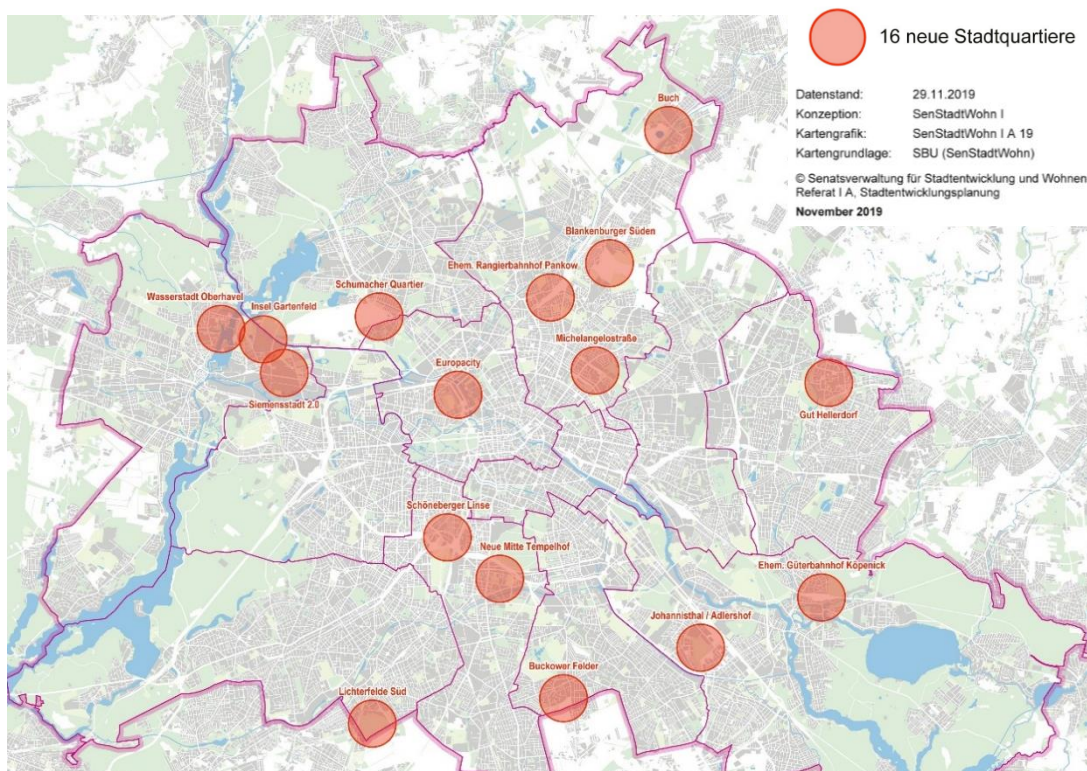 16 neue Stadtquartiere
Datenstand: 29.11.2019
Konzeption: SenStadtWohn I
Kartengrafik: SenStadtWohn I A 19
Kartengrundlage: SBU (SenStadtWohn)
© Senatsverwaltung für Stadtentwicklung und Wohnen
Referat I A, Stadtentwicklungsplanung
November 2019
Buch
Blankenburger Süden
Ehem. Rangierbahnhof Pankow
Schumacher Quartier
Wasserstadt Oberhavel
Insel Gartenfeld
Michelangelostraße
Europacity
Siemensstadt 2.0
Gut Hellerdorf
Schöneberger Linse
Neue Mitte Tempelhof
Ehem. Güterbahnhof Köpenick
Johannisthal / Adlershof
Buckower Felder
Lichterfelde Süd